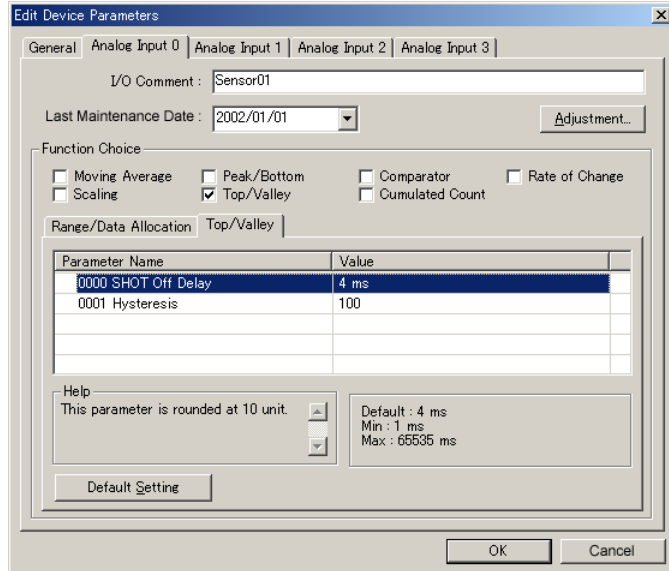 Edit Device Parameters
General Analog Input 0 Analog Input 1 Analog Input 2 Analog Input 3
I/O Comment : Sensor01
Last Maintenance Date : 2002/01/01 Adjustment...
Function Choice
Moving Average Peak/Bottom Comparator Rate of Change
Scaling Top/Valley Cumulated Count
Range/Data Allocation Top/Valley
Parameter Name Value
0000 SHOT Off Delay 4 ms
0001 Hysteresis 100
Help
This parameter is rounded at 10 unit.
Default : 4 ms
Min : 1 ms
Max : 65535 ms
Default Setting
OK Cancel